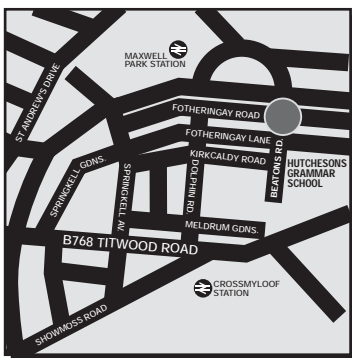 MAXWELL
PARK STATION
ST ANDREW'S DRIVE
FOTHERINGAY ROAD
FOTHERINGAY LANE
KIRKCALDY ROAD
BEATONS RD.
HUTCHESONS
GRAMMAR
SCHOOL
SPRINGKELL GDNS.
SPRINGKELL AV.
DOLPHIN RD.
MELDRUM GDNS.
B768 TITWOOD ROAD
CROSSMYLOOF
STATION
SHOWMOSS ROAD